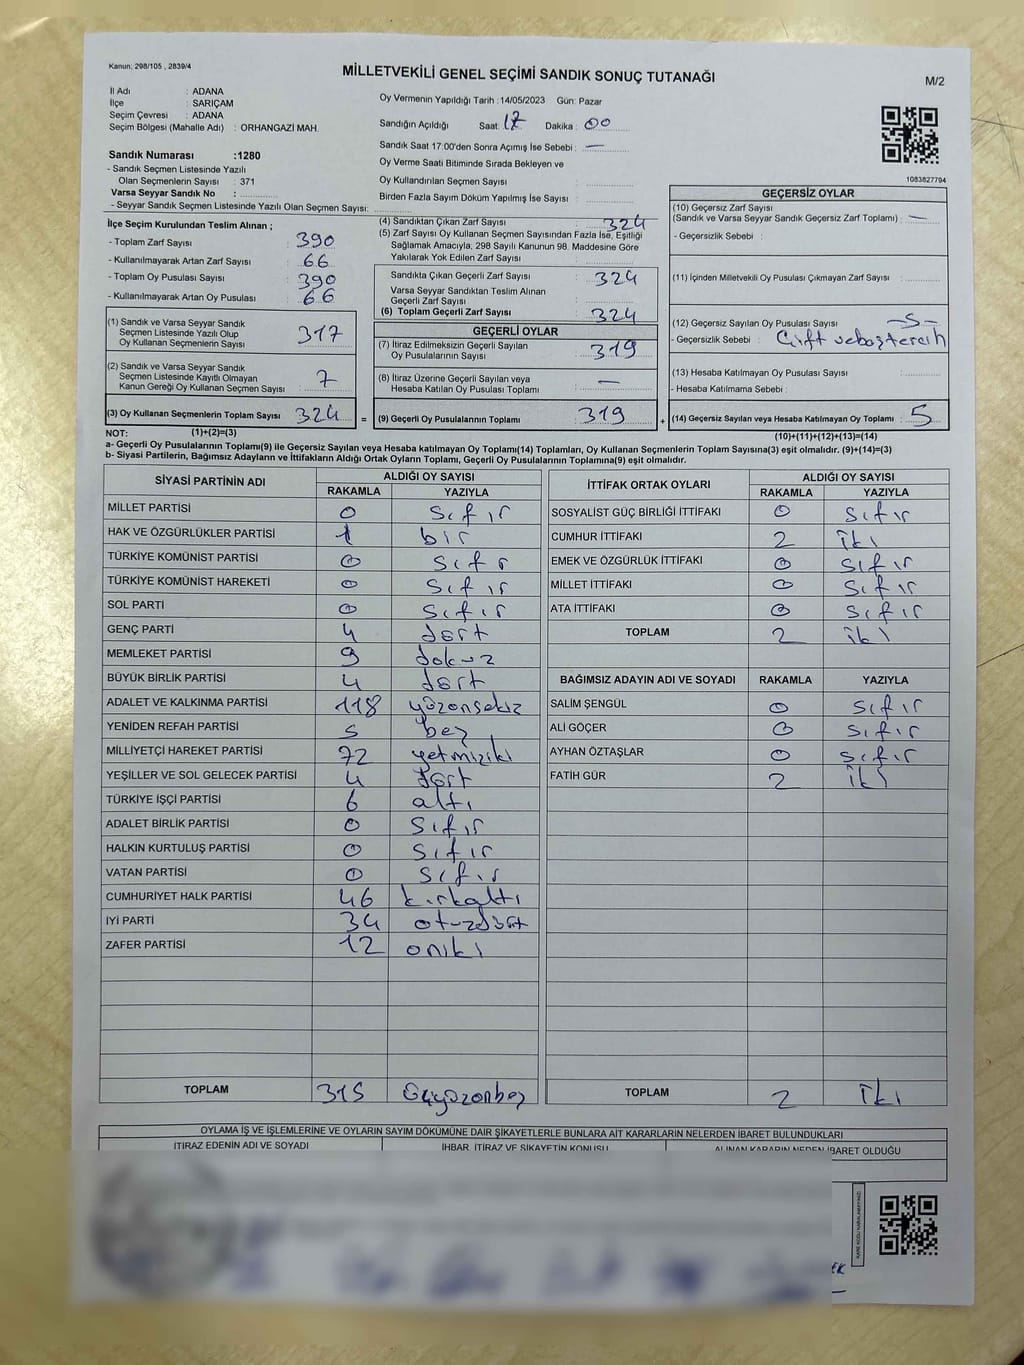 Kanun; 298/105 , 2839/4
MİLLETVEKİLİ GENEL SEÇİMİ SANDIK SONUÇ TUTANAĞI
M/2
İl Adı : ADANA
İlçe : SARIÇAM
Seçim Çevresi : ADANA
Seçim Bölgesi (Mahalle Adı) : ORHANGAZİ MAH.
Oy Vermenin Yapıldığı Tarih :14/05/2023 Gün: Pazar
Sandığın Açıldığı Saat: 17 Dakika : 00
Sandık Saat 17:00'den Sonra Açımış İse Sebebi : —
Oy Verme Saati Bitiminde Sırada Bekleyen ve
Oy Kullandırılan Seçmen Sayısı :
Birden Fazla Sayım Döküm Yapılmış İse Sayısı :
1083827794
Sandık Numarası :1280
- Sandık Seçmen Listesinde Yazılı
Olan Seçmenlerin Sayısı : 371
Varsa Seyyar Sandık No :
- Seyyar Sandık Seçmen Listesinde Yazılı Olan Seçmen Sayısı:
İlçe Seçim Kurulundan Teslim Alınan ;
- Toplam Zarf Sayısı : 390
- Kullanılmayarak Artan Zarf Sayısı : 66
- Toplam Oy Pusulası Sayısı : 390
- Kullanılmayarak Artan Oy Pusulası : 66
(1) Sandık ve Varsa Seyyar Sandık
Seçmen Listesinde Yazılı Olup
Oy Kullanan Seçmenlerin Sayısı : 317
(2) Sandık ve Varsa Seyyar Sandık
Seçmen Listesinde Kayıtlı Olmayan
Kanun Gereği Oy Kullanan Seçmen Sayısı : 7
(3) Oy Kullanan Seçmenlerin Toplam Sayısı 324 =
(1)+(2)=(3)
(4) Sandıktan Çıkan Zarf Sayısı : 324
(5) Zarf Sayısı Oy Kullanan Seçmen Sayısından Fazla İse, Eşitliği
Sağlamak Amacıyla; 298 Sayılı Kanunun 98. Maddesine Göre
Yakılarak Yok Edilen Zarf Sayısı :
Sandıkta Çıkan Geçerli Zarf Sayısı : 324
Varsa Seyyar Sandıktan Teslim Alınan
Geçerli Zarf Sayısı :
(6) Toplam Geçerli Zarf Sayısı : 324
GEÇERLİ OYLAR
(7) İtiraz Edilmeksizin Geçerli Sayılan
Oy Pusulalarının Sayısı : 319
(8) İtiraz Üzerine Geçerli Sayılan veya
Hesaba Katılan Oy Pusulası Toplamı : —
(9) Geçerli Oy Pusulalarının Toplamı : 319 +
GEÇERSİZ OYLAR
(10) Geçersiz Zarf Sayısı
(Sandık ve Varsa Seyyar Sandık Geçersiz Zarf Toplamı) : —
- Geçersizlik Sebebi :
(11) İçinden Milletvekili Oy Pusulası Çıkmayan Zarf Sayısı :
(12) Geçersiz Sayılan Oy Pusulası Sayısı : -5-
- Geçersizlik Sebebi : Çift veboştercih
(13) Hesaba Katılmayan Oy Pusulası Sayısı :
- Hesaba Katılmama Sebebi :
(14) Geçersiz Sayılan veya Hesaba Katılmayan Oy Toplamı : 5
(10)+(11)+(12)+(13)=(14)
NOT:
a- Geçerli Oy Pusulalarının Toplamı(9) ile Geçersiz Sayılan veya Hesaba katılmayan Oy Toplamı(14) Toplamları, Oy Kullanan Seçmenlerin Toplam Sayısına(3) eşit olmalıdır. (9)+(14)=(3)
b- Siyasi Partilerin, Bağımsız Adayların ve İttifakların Aldığı Ortak Oyların Toplamı, Geçerli Oy Pusulalarının Toplamına(9) eşit olmalıdır.
SİYASİ PARTİNİN ADI ALDIĞI OY SAYISI
RAKAMLA YAZIYLA
MİLLET PARTİSİ 0 sıfır
HAK VE ÖZGÜRLÜKLER PARTİSİ 1 bir
TÜRKİYE KOMÜNİST PARTİSİ 0 sıfır
TÜRKİYE KOMÜNİST HAREKETİ 0 sıfır
SOL PARTİ 0 sıfır
GENÇ PARTİ 4 dört
MEMLEKET PARTİSİ 9 dokuz
BÜYÜK BİRLİK PARTİSİ 4 dört
ADALET VE KALKINMA PARTİSİ 118 yüzonsekiz
YENİDEN REFAH PARTİSİ 5 beş
MİLLİYETÇİ HAREKET PARTİSİ 72 yetmişiki
YEŞİLLER VE SOL GELECEK PARTİSİ 4 dört
TÜRKİYE İŞÇİ PARTİSİ 6 altı
ADALET BİRLİK PARTİSİ 0 sıfır
HALKIN KURTULUŞ PARTİSİ 0 sıfır
VATAN PARTİSİ 0 sıfır
CUMHURİYET HALK PARTİSİ 46 kırkaltı
İYİ PARTİ 34 otuzdört
ZAFER PARTİSİ 12 oniki
TOPLAM 315 Üçyüzonbeş
İTTİFAK ORTAK OYLARI ALDIĞI OY SAYISI
RAKAMLA YAZIYLA
SOSYALİST GÜÇ BİRLİĞİ İTTİFAKI 0 sıfır
CUMHUR İTTİFAKI 2 iki
EMEK VE ÖZGÜRLÜK İTTİFAKI 0 sıfır
MİLLET İTTİFAKI 0 sıfır
ATA İTTİFAKI 0 sıfır
TOPLAM 2 iki
BAĞIMSIZ ADAYIN ADI VE SOYADI RAKAMLA YAZIYLA
SALİM ŞENGÜL 0 sıfır
ALİ GÖÇER 0 sıfır
AYHAN ÖZTAŞLAR 0 sıfır
FATİH GÜR 2 iki
TOPLAM 2 İki
OYLAMA İŞ VE İŞLEMLERİNE VE OYLARIN SAYIM DÖKÜMÜNE DAİR ŞİKAYETLERLE BUNLARA AİT KARARLARIN NELERDEN İBARET BULUNDUKLARI
İTİRAZ EDENİN ADI VE SOYADI İHBAR, İTİRAZ VE ŞİKAYETİN KONUSU ALINAN KARARIN NEDEN İBARET OLDUĞU